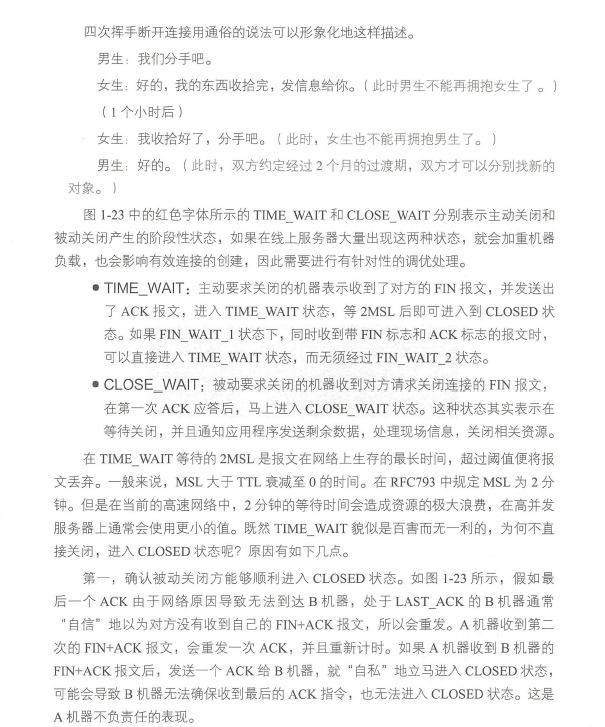 四次挥手断开连接用通俗的说法可以形象化地这样描述。
男生：我们分手吧。
女生：好的，我的东西收拾完，发信息给你。（此时男生不能再拥抱女生了 。）
（1 个小时后）
女生：我收拾好了，分手吧。（此时，女生也不能再拥抱男生了。）
男生：好的。（此时，双方约定经过 2 个月的过渡期，双方才可以分别找新的
对象。）
图 1-23 中的红色字体所示的 TIME_WAIT 和 CLOSE_WAIT 分别表示主动关闭和
被动关闭产生的阶段性状态，如果在线上服务器大量出现这两种状态，就会加重机器
负载，也会影响有效连接的创建，因此需要进行有针对性的调优处理。
● TIME_WAIT：主动要求关闭的机器表示收到了对方的 FIN 报文，并发送出
了 ACK 报文，进入 TIME_WAIT 状态，等 2MSL 后即可进入到 CLOSED 状
态。如果 FIN_WAIT_1 状态下，同时收到带 FIN 标志和 ACK 标志的报文时，
可以直接进入 TIME_WAIT 状态，而无须经过 FIN_WAIT_2 状态。
● CLOSE_WAIT：被动要求关闭的机器收到对方请求关闭连接的 FIN 报文，
在第一次 ACK 应答后，马上进入 CLOSE_WAIT 状态。这种状态其实表示在
等待关闭，并且通知应用程序发送剩余数据，处理现场信息，关闭相关资源。
在 TIME_WAIT 等待的 2MSL 是报文在网络上生存的最长时间，超过阈值便将报
文丢弃。一般来说，MSL 大于 TTL 衰减至 0 的时间。在 RFC793 中规定 MSL 为 2 分
钟。但是在当前的高速网络中，2 分钟的等待时间会造成资源的极大浪费，在高并发
服务器上通常会使用更小的值。既然 TIME_WAIT 貌似是百害而无一利的，为何不直
接关闭，进入 CLOSED 状态呢？原因有如下几点。
第一，确认被动关闭方能够顺利进入 CLOSED 状态。如图 1-23 所示，假如最
后一个 ACK 由于网络原因导致无法到达 B 机器，处于 LAST_ACK 的 B 机器通常
“自信”地以为对方没有收到自己的 FIN+ACK 报文，所以会重发。A 机器收到第二
次的 FIN+ACK 报文，会重发一次 ACK，并且重新计时。如果 A 机器收到 B 机器的
FIN+ACK 报文后，发送一个 ACK 给 B 机器，就“自私”地立马进入 CLOSED 状态，
可能会导致 B 机器无法确保收到最后的 ACK 指令，也无法进入 CLOSED 状态。这是
A 机器不负责任的表现。